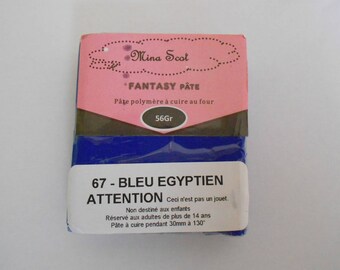 Mina Scot
FANTASY PÂTE
Pâte polymère à cuire au four
56Gr
67 - BLEU EGYPTIEN
ATTENTION Ceci n'est pas un jouet.
Non destiné aux enfants
Réservé aux adultes de plus de 14 ans
Pâte à cuire pendant 30mm à 130°